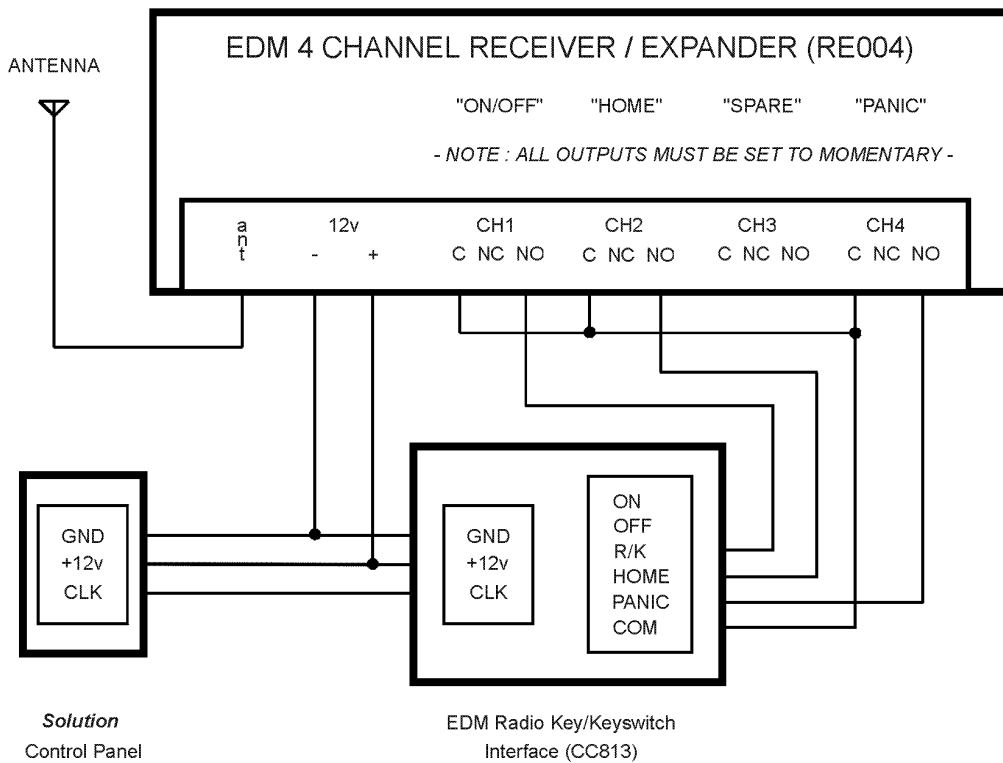 EDM 4 CHANNEL RECEIVER / EXPANDER (RE004)
ANTENNA
"ON/OFF" "HOME" "SPARE" "PANIC"
- NOTE : ALL OUTPUTS MUST BE SET TO MOMENTARY -
ant 12v CH1 CH2 CH3 CH4
- + C NC NO C NC NO C NC NO C NC NO
GND
+12v
CLK
GND
+12v
CLK
ON
OFF
R/K
HOME
PANIC
COM
Solution
Control Panel
EDM Radio Key/Keyswitch
Interface (CC813)